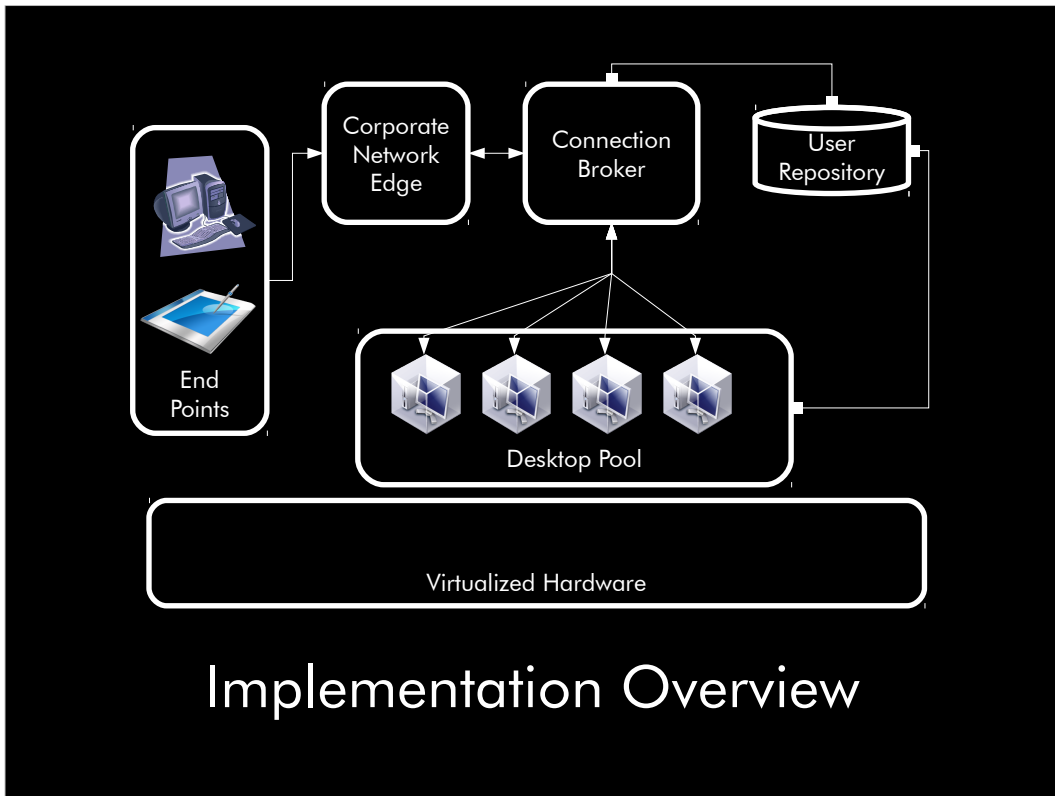 Corporate
Network
Edge
Connection
Broker
User
Repository
End
Points
Desktop Pool
Virtualized Hardware
Implementation Overview